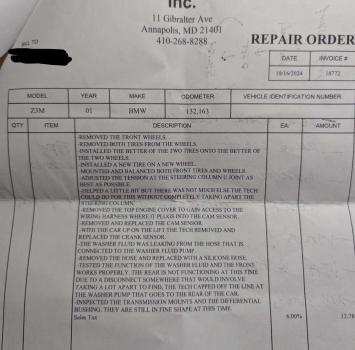 Inc.
11 Gibralter Ave
Annapolis, MD 21401
410-268-8288
BILL TO
REPAIR ORDER
DATE INVOICE #
10/16/2024 18772
MODEL YEAR MAKE ODOMETER VEHICLE IDENTIFICATION NUMBER
Z3M 01 BMW 132,163
QTY ITEM DESCRIPTION EA: AMOUNT
-REMOVED THE FRONT WHEELS.
-REMOVED BOTH TIRES FROM THE WHEEL.
-INSTALLED THE BETTER OF THE TWO TIRES ONTO THE BETTER OF
THE TWO WHEELS.
-INSTALLED A NEW TIRE ON A NEW WHEEL.
-MOUNTED AND BALANCED BOTH FRONT TIRES AND WHEELS.
-ADJUSTED THE TENSION AT THE STEERING COLUMN U JOINT AS
BEST AS POSSIBLE.
-HELPED A LITTLE BIT BUT THERE WAS NOT MUCH ELSE THE TECH
COULD DO FOR THIS WITHOUT COMPLETELY TAKING APART THE
STEERING COLUMN.
-REMOVED THE TOP ENGINE COVER TO GAIN ACCESS TO THE
WIRING HARNESS WHERE IT PLUGS INTO THE CAM SENSOR.
-REMOVED AND REPLACED THE CAM SENSOR.
-WITH THE CAR UP ON THE LIFT THE TECH REMOVED AND
REPLACED THE CRANK SENSOR.
-THE WASHER FLUID WAS LEAKING FROM THE HOSE THAT IS
CONNECTED TO THE WASHER FLUID PUMP.
-REMOVED THE HOSE AND REPLACED WITH A SILICONE HOSE.
-TESTED THE FUNCTION OF THE WASHER FLUID AND THE FRONT
WORKS PROPERLY. THE REAR IS NOT FUNCTIONING AT THIS TIME
DUE TO A DISCONNECT SOMEWHERE THAT WOULD INVOLVE
TAKING A LOT APART TO FIND, THE TECH CAPPED OFF THE LINE AT
THE WASHER PUMP THAT GOES TO THE REAR OF THE CAR.
-INSPECTED THE TRANSMISSION MOUNTS AND THE DIFFERENTIAL
BUSHING. THEY ARE STILL IN FINE SHAPE AT THIS TIME.
Sales Tax 6.00% 12.78